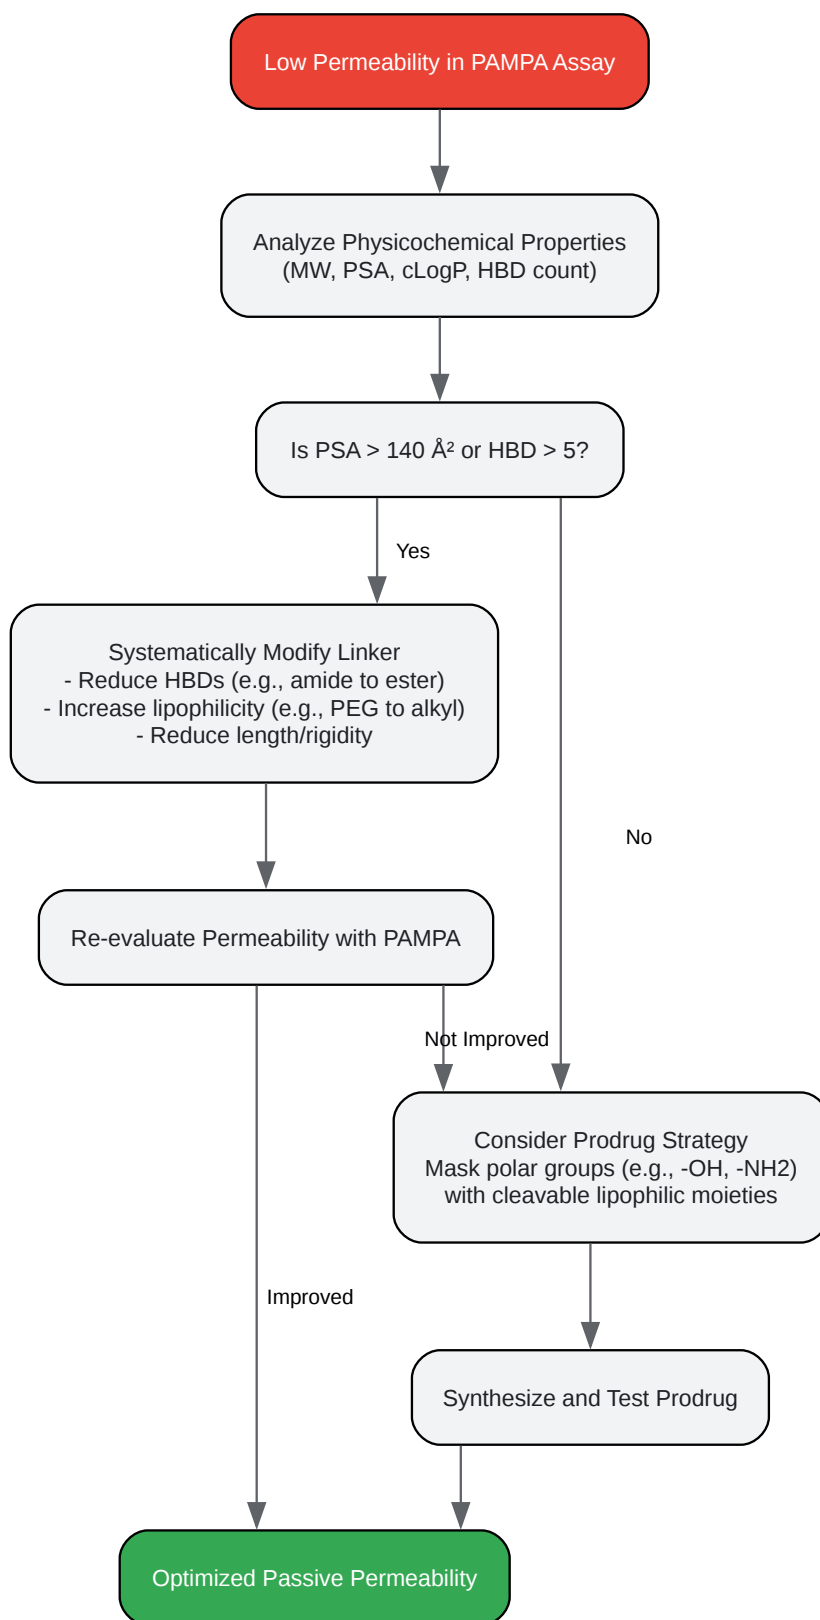 Low Permeability in PAMPA Assay
Analyze Physicochemical Properties
(MW, PSA, cLogP, HBD count)
Is PSA > 140 Å² or HBD > 5?
Yes
Systematically Modify Linker
- Reduce HBDs (e.g., amide to ester)
- Increase lipophilicity (e.g., PEG to alkyl)
- Reduce length/rigidity
No
Re-evaluate Permeability with PAMPA
Not Improved
Consider Prodrug Strategy
Mask polar groups (e.g., -OH, -NH2)
with cleavable lipophilic moieties
Improved
Synthesize and Test Prodrug
Optimized Passive Permeability